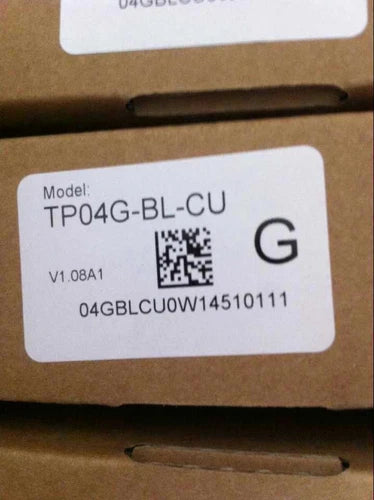 Model:
TP04G-BL-CU
G
V1.08A1
04GBLCU0W14510111